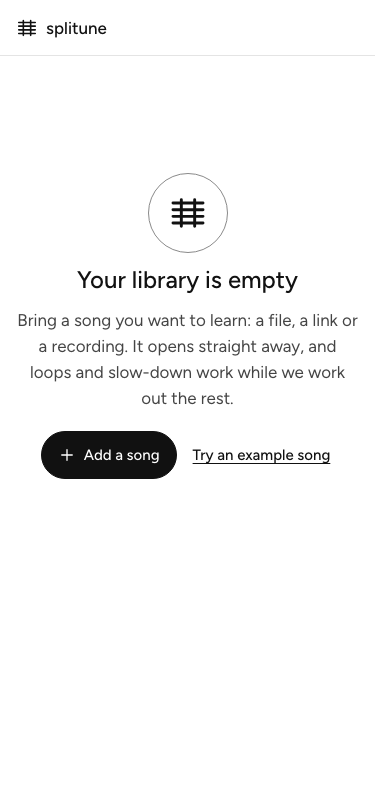 splitune
Your library is empty
Bring a song you want to learn: a file, a link or
a recording. It opens straight away, and
loops and slow-down work while we work
out the rest.
Add a song
Try an example song